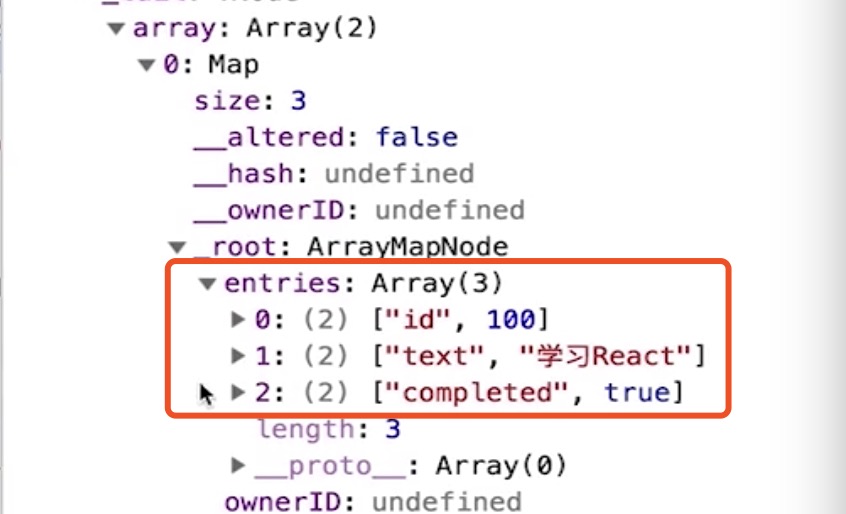 array: Array(2)
0: Map
size: 3
__altered: false
__hash: undefined
__ownerID: undefined
_root: ArrayMapNode
entries: Array(3)
0: (2) ["id", 100]
1: (2) ["text", "学习React"]
2: (2) ["completed", true]
length: 3
__proto__: Array(0)
ownerID: undefined